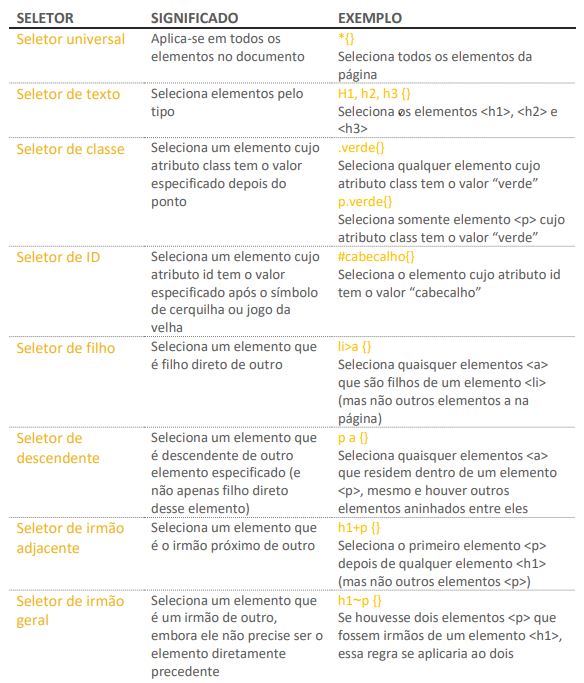 SELETOR SIGNIFICADO EXEMPLO
Seletor universal
Aplica-se em todos os
elementos no documento
*{}
Seleciona todos os elementos da
página
Seletor de texto
Seleciona elementos pelo
tipo
H1, h2, h3 {}
Seleciona os elementos <h1>, <h2> e
<h3>
Seletor de classe
Seleciona um elemento cujo
atributo class tem o valor
especificado depois do
ponto
.verde{}
Seleciona qualquer elemento cujo
atributo class tem o valor “verde”
p.verde{}
Seleciona somente elemento <p> cujo
atributo class tem o valor “verde”
Seletor de ID
Seleciona um elemento cujo
atributo id tem o valor
especificado após o símbolo
de cerquilha ou jogo da
velha
#cabecalho{}
Seleciona o elemento cujo atributo id
tem o valor “cabecalho”
Seletor de filho
Seleciona um elemento que
é filho direto de outro
li>a {}
Seleciona quaisquer elementos <a>
que são filhos de um elemento <li>
(mas não outros elementos a na
página)
Seletor de
descendente
Seleciona um elemento que
é descendente de outro
elemento especificado (e
não apenas filho direto
desse elemento)
p a {}
Seleciona quaisquer elementos <a>
que residem dentro de um elemento
<p>, mesmo e houver outros
elementos aninhados entre eles
Seletor de irmão
adjacente
Seleciona um elemento que
é o irmão próximo de outro
h1+p {}
Seleciona o primeiro elemento <p>
depois de qualquer elemento <h1>
(mas não outros elementos <p>)
Seletor de irmão
geral
Seleciona um elemento que
é um irmão de outro,
embora ele não precise ser o
elemento diretamente
precedente
h1~p {}
Se houvesse dois elementos <p> que
fossem irmãos de um elemento <h1>,
essa regra se aplicaria ao dois